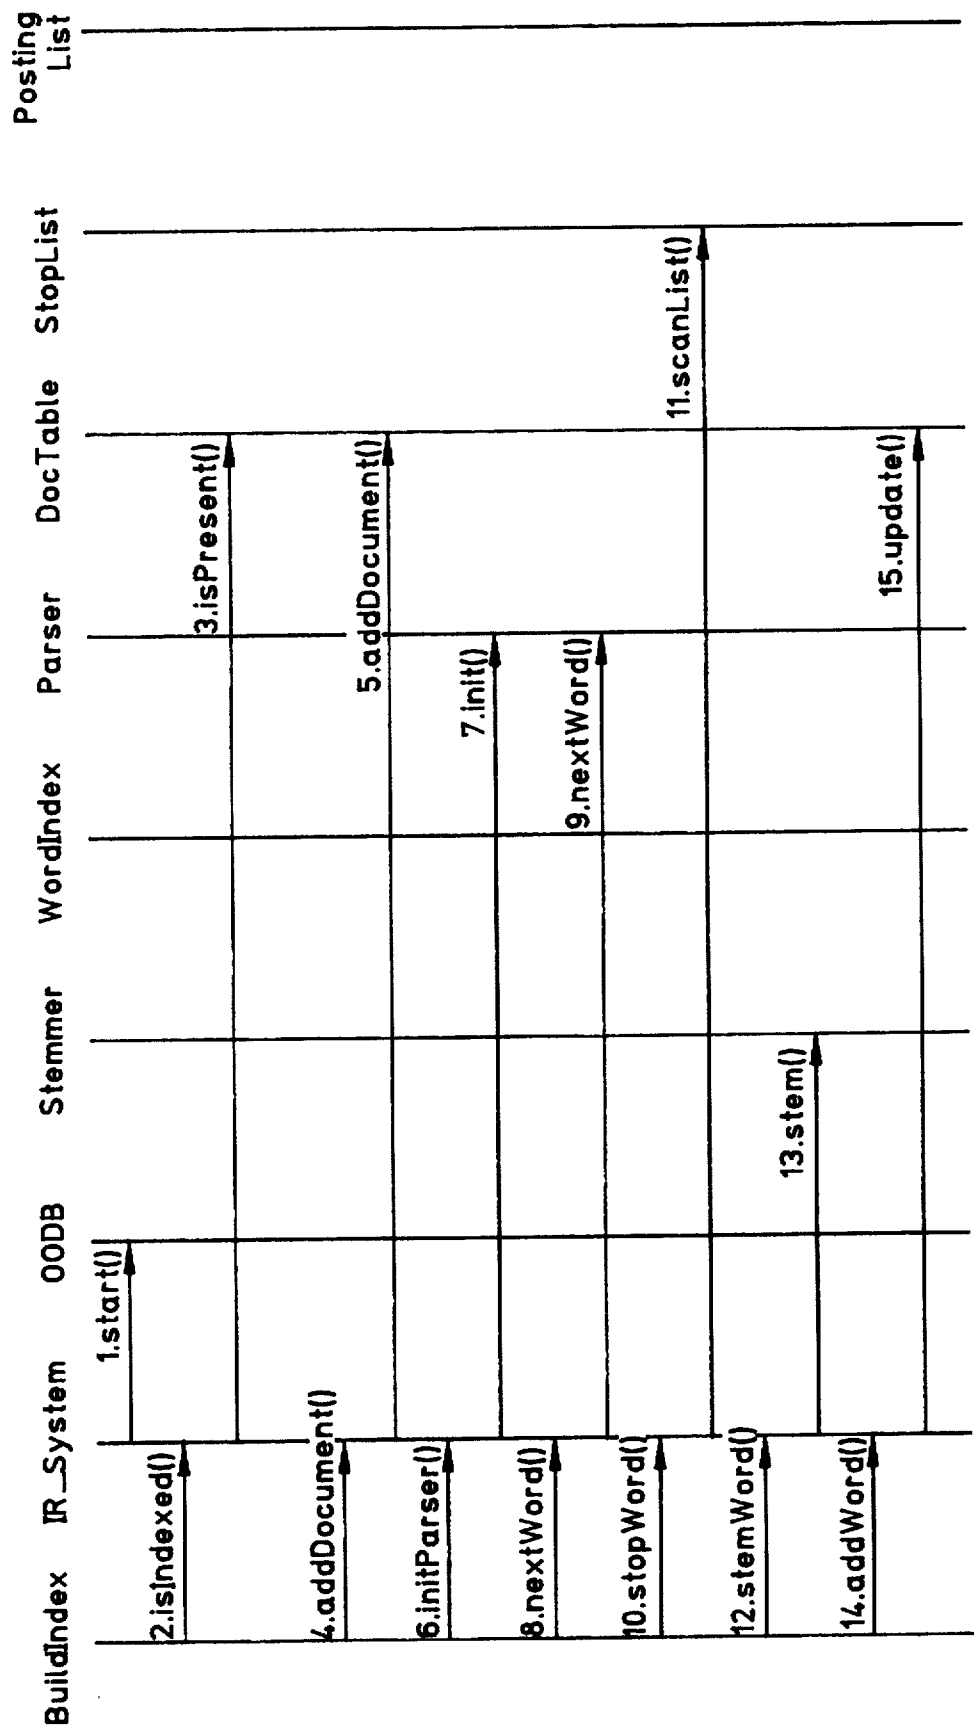 BuildIndex IR_System OODB Stemmer WordIndex Parser DocTable StopList Posting
List
1.start()
2.isIndexed()
3.isPresent()
4.addDocument()
5.addDocument()
6.initParser()
7.init()
8.nextWord()
9.nextWord()
10.stopWord()
11.scanList()
12.stemWord()
13.stem()
14.addWord()
15.update()